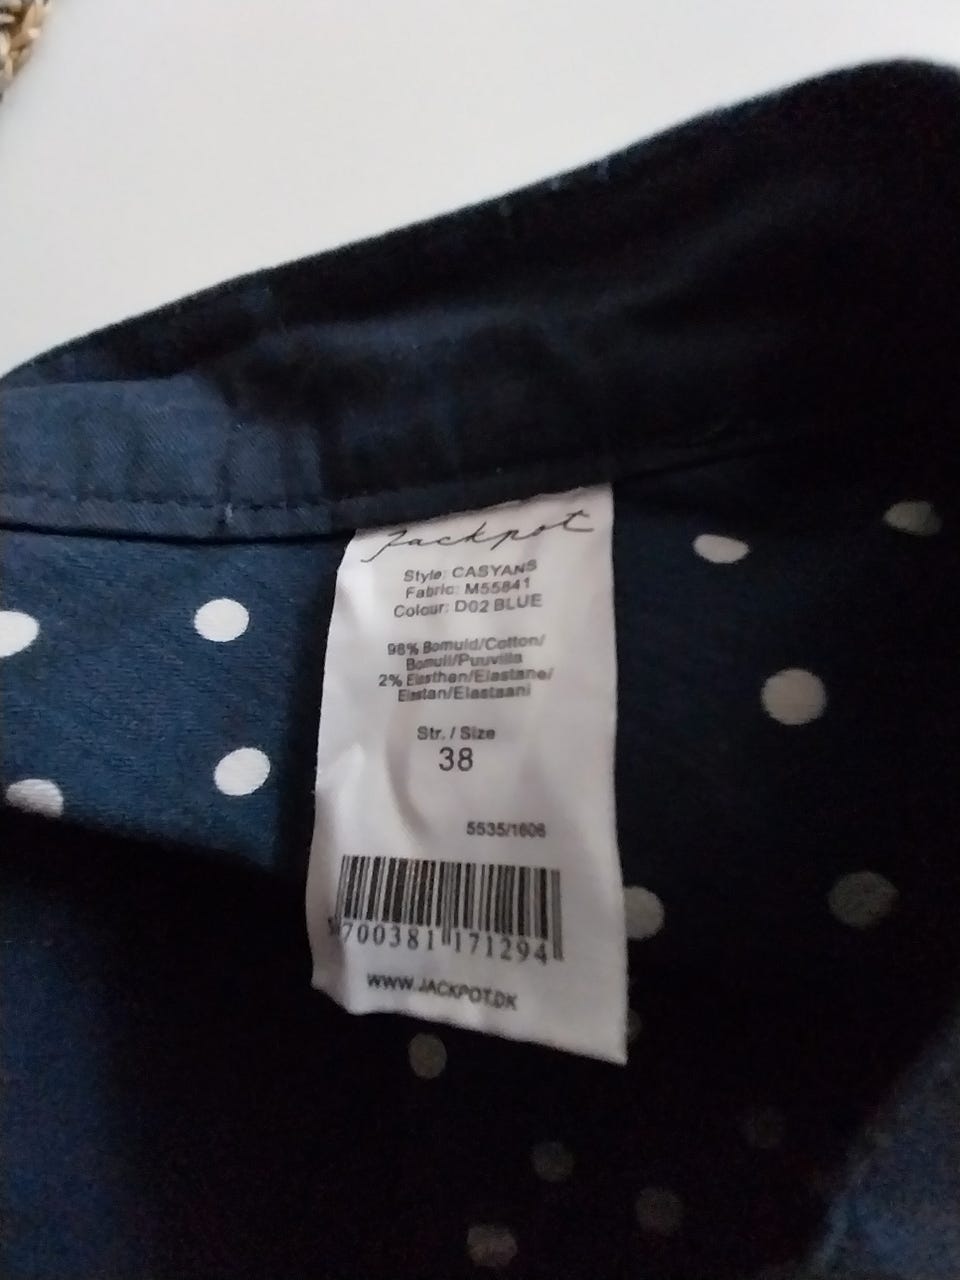 Jackpot
Style: CASYANS
Fabric: M55841
Colour: D02 BLUE
98% Bomuld/Cotton/
Bomull/Puuvilla
2% Elasthan/Elastane/
Elastan/Elastaani
Str. / Size
38
5535/1606
5700381 171294
WWW.JACKPOT.DK